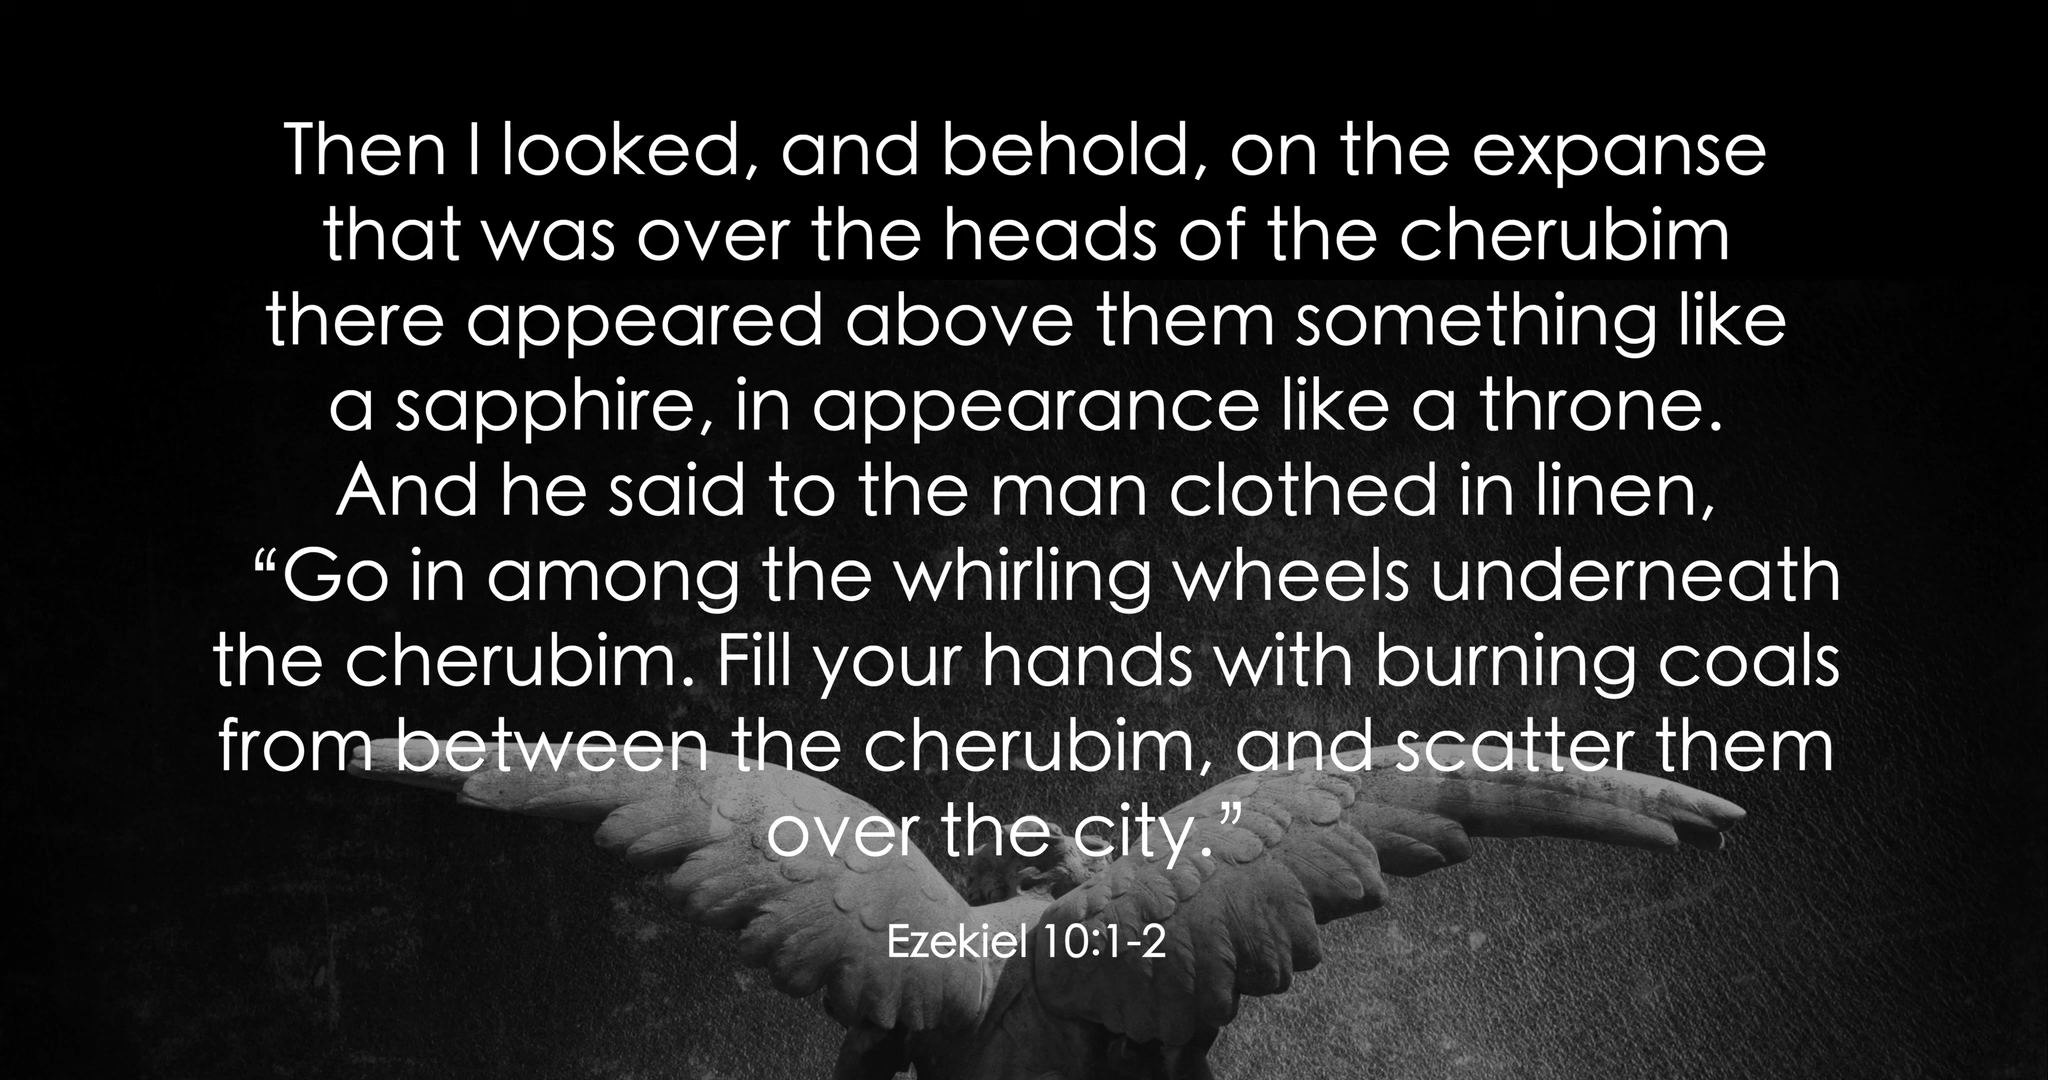 Then I looked, and behold, on the expanse
that was over the heads of the cherubim
there appeared above them something like
a sapphire, in appearance like a throne.
And he said to the man clothed in linen,
“Go in among the whirling wheels underneath
the cherubim. Fill your hands with burning coals
from between the cherubim, and scatter them
over the city.”
Ezekiel 10:1-2